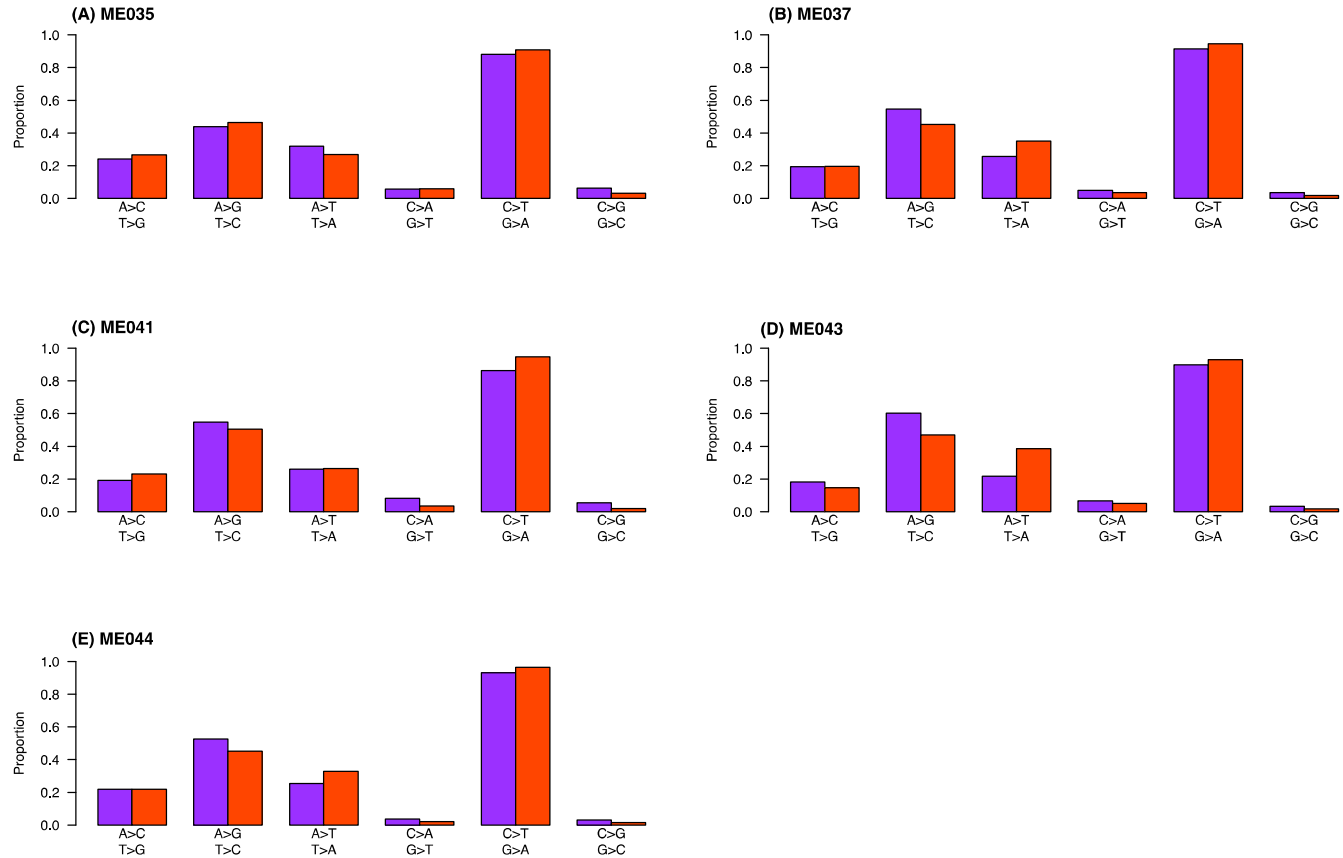 (A) ME035
Proportion
1.0
0.8
0.6
0.4
0.2
0.0
A>C A>G A>T C>A C>T C>G
T>G T>C T>A G>T G>A G>C
(B) ME037
Proportion
1.0
0.8
0.6
0.4
0.2
0.0
A>C A>G A>T C>A C>T C>G
T>G T>C T>A G>T G>A G>C
(C) ME041
Proportion
1.0
0.8
0.6
0.4
0.2
0.0
A>C A>G A>T C>A C>T C>G
T>G T>C T>A G>T G>A G>C
(D) ME043
Proportion
1.0
0.8
0.6
0.4
0.2
0.0
A>C A>G A>T C>A C>T C>G
T>G T>C T>A G>T G>A G>C
(E) ME044
Proportion
1.0
0.8
0.6
0.4
0.2
0.0
A>C A>G A>T C>A C>T C>G
T>G T>C T>A G>T G>A G>C